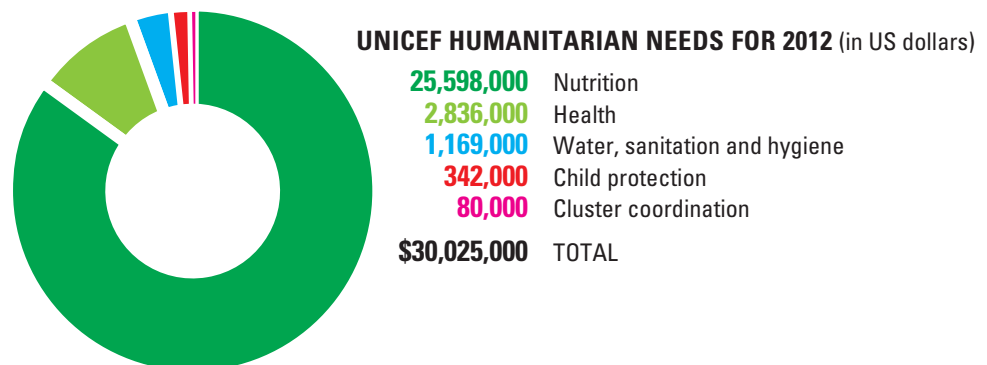 UNICEF HUMANITARIAN NEEDS FOR 2012 (in US dollars)
25,598,000 Nutrition
2,836,000 Health
1,169,000 Water, sanitation and hygiene
342,000 Child protection
80,000 Cluster coordination
$30,025,000 TOTAL